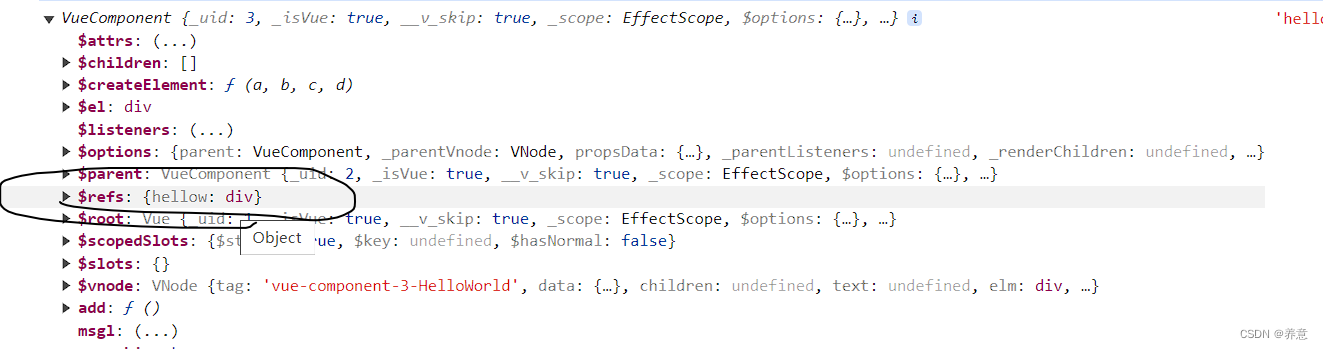 VueComponent {_uid: 3, _isVue: true, __v_skip: true, _scope: EffectScope, $options: {…}, …} i 'hello
$attrs: (...)
$children: []
$createElement: ƒ (a, b, c, d)
$el: div
$listeners: (...)
$options: {parent: VueComponent, _parentVnode: VNode, propsData: {…}, _parentListeners: undefined, _renderChildren: undefined, …}
$parent: VueComponent {_uid: 2, _isVue: true, __v_skip: true, _scope: EffectScope, $options: {…}, …}
$refs: {hellow: div}
$root: Vue {_uid: _isVue: true, __v_skip: true, _scope: EffectScope, $options: {…}, …}
Object
$scopedSlots: {$st rue, $key: undefined, $hasNormal: false}
$slots: {}
$vnode: VNode {tag: 'vue-component-3-HelloWorld', data: {…}, children: undefined, text: undefined, elm: div, …}
add: ƒ ()
msgl: (...)
CSDN @养意